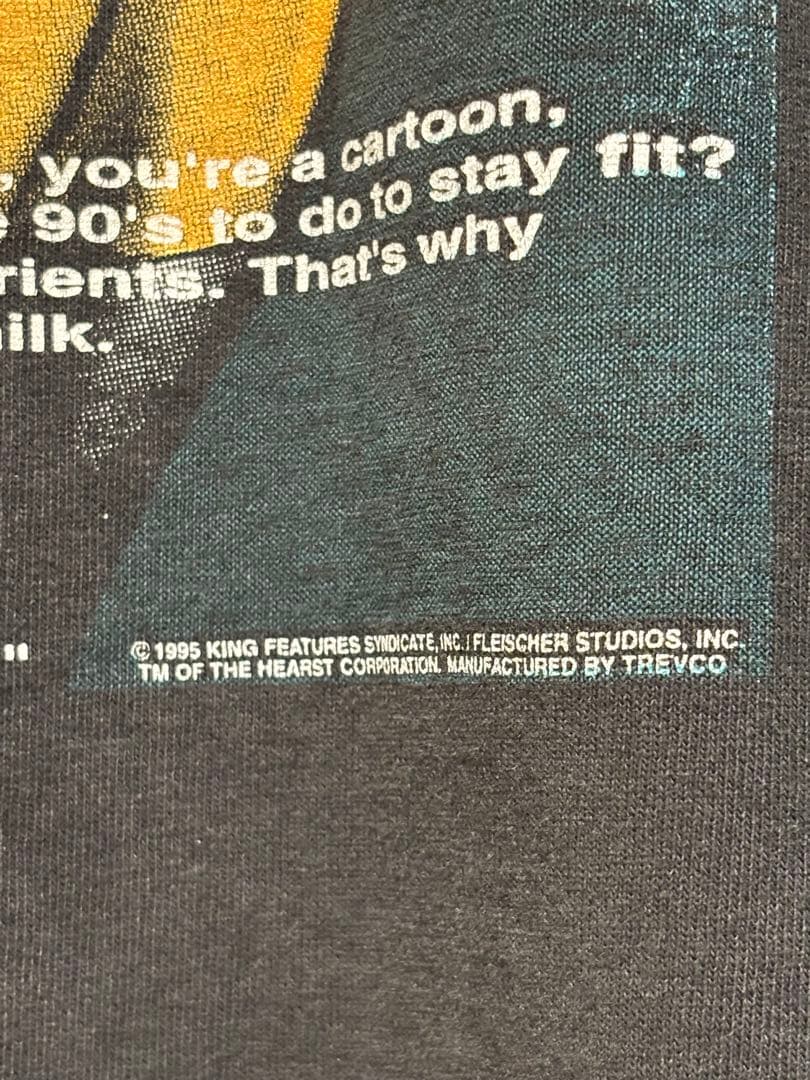 , you're a cartoon,
90's to do to stay fit?
rients. That's why
ilk.
"
© 1995 KING FEATURES SYNDICATE, INC. / FLEISCHER STUDIOS, INC.
TM OF THE HEARST CORPORATION. MANUFACTURED BY TREVCO